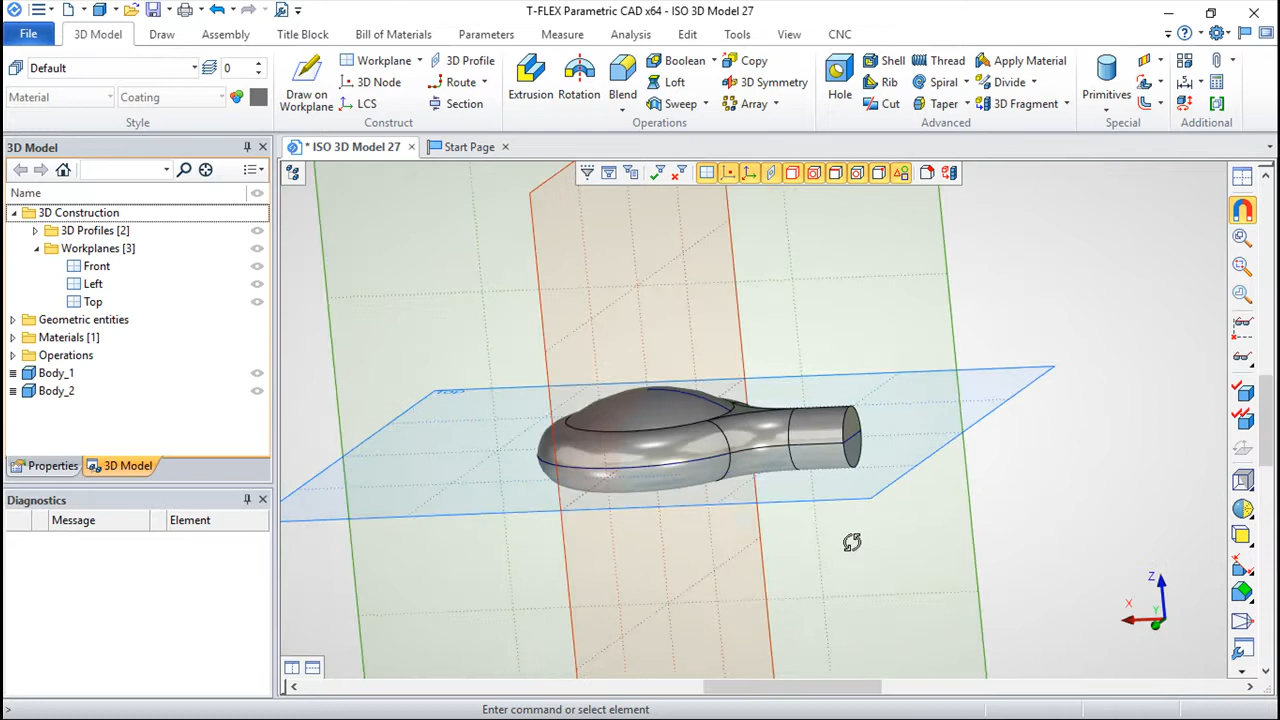 T-FLEX Parametric CAD x64 - ISO 3D Model 27
File
3D Model
Draw
Assembly
Title Block
Bill of Materials
Parameters
Measure
Analysis
Edit
Tools
View
CNC
Default
0
Material
Coating
Style
Draw on
Workplane
Workplane
3D Node
LCS
3D Profile
Route
Section
Construct
Extrusion
Rotation
Blend
Boolean
Loft
Sweep
Copy
3D Symmetry
Array
Operations
Hole
Shell
Rib
Cut
Thread
Spiral
Taper
Apply Material
Divide
3D Fragment
Advanced
Primitives
Special
Additional
3D Model
* ISO 3D Model 27
Start Page
Name
3D Construction
3D Profiles [2]
Workplanes [3]
Front
Left
Top
Geometric entities
Materials [1]
Operations
Body_1
Body_2
Properties
3D Model
Diagnostics
Message
Element
TOP
Z
X
Y
>
Enter command or select element